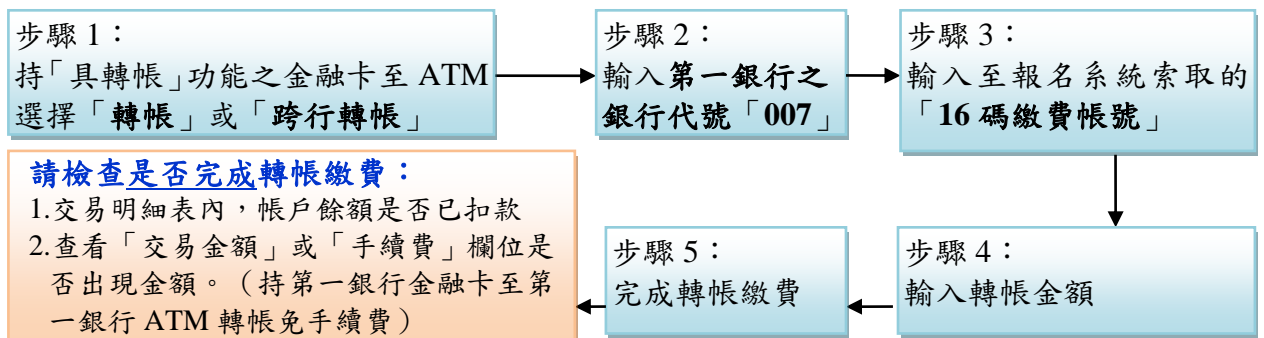 步驟 1：
持「具轉帳」功能之金融卡至 ATM
選擇「轉帳」或「跨行轉帳」
步驟 2：
輸入第一銀行之
銀行代號「007」
步驟 3：
輸入至報名系統索取的
「16 碼繳費帳號」
步驟 4：
輸入轉帳金額
步驟 5：
完成轉帳繳費
請檢查是否完成轉帳繳費：
1.交易明細表內，帳戶餘額是否已扣款
2.查看「交易金額」或「手續費」欄位是
否出現金額。（持第一銀行金融卡至第
一銀行 ATM 轉帳免手續費）